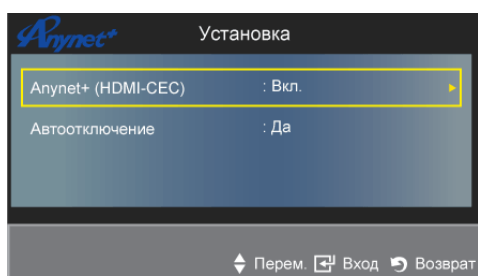 Anynet+ Установка
Anynet+ (HDMI-CEC) : Вкл.
Автоотключение : Да
Перем. Вход Возврат